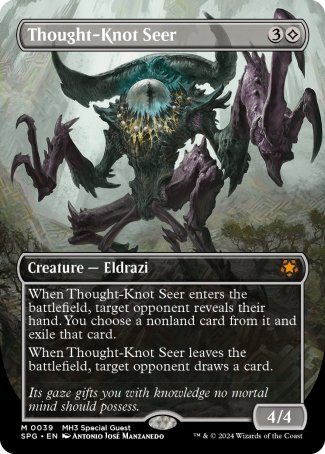 Thought-Knot Seer 3
Creature — Eldrazi
When Thought-Knot Seer enters the
battlefield, target opponent reveals their
hand. You choose a nonland card from it and
exile that card.
When Thought-Knot Seer leaves the
battlefield, target opponent draws a card.
Its gaze gifts you with knowledge no mortal
mind should possess.
4/4
M 0039 MH3 Special Guest
SPG • EN Antonio José Manzanedo ™ & © 2024 Wizards of the Coast